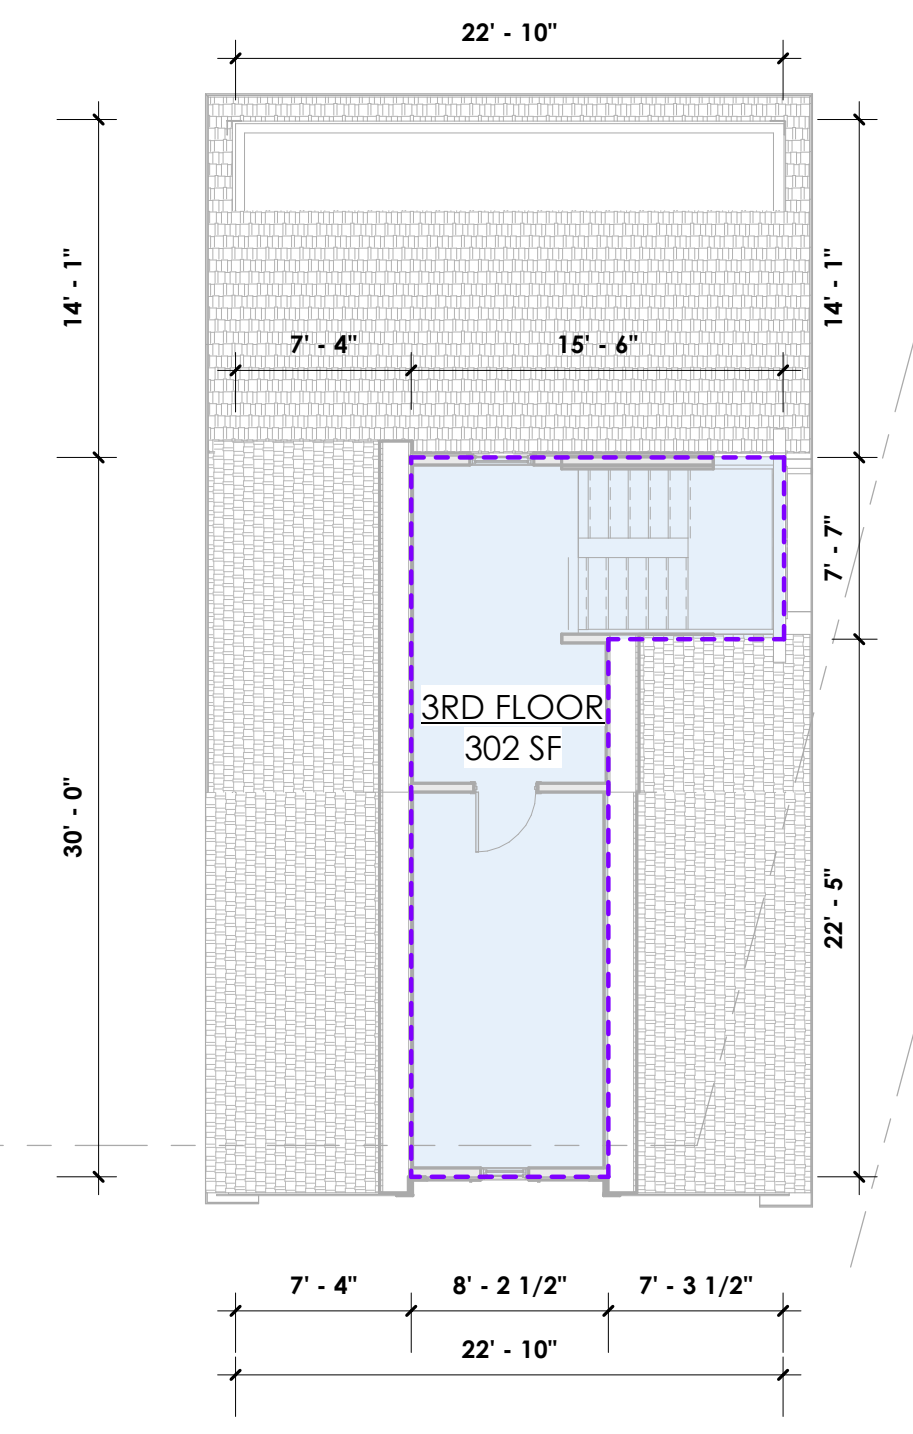 22' - 10"
14' - 1"
14' - 1"
7' - 4"
15' - 6"
7' - 7"
3RD FLOOR
302 SF
30' - 0"
22' - 5"
7' - 4"
8' - 2 1/2"
7' - 3 1/2"
22' - 10"